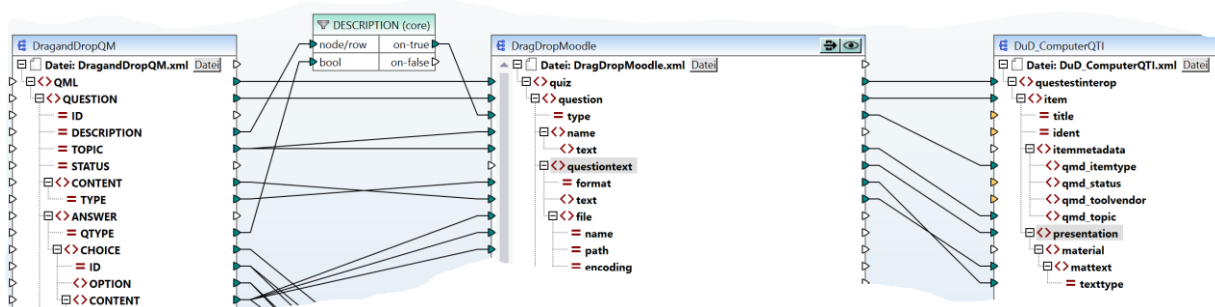 DESCRIPTION (core)
node/row on-true
bool on-false
DragandDropQM
Datei: DragandDropQM.xml Datei
QML
QUESTION
ID
DESCRIPTION
TOPIC
STATUS
CONTENT
TYPE
ANSWER
QTYPE
CHOICE
ID
OPTION
CONTENT
DragDropMoodle
Datei: DragDropMoodle.xml Datei
quiz
question
type
name
text
questiontext
format
text
file
name
path
encoding
DuD_ComputerQTI
Datei: DuD_ComputerQTI.xml Datei
questestinterop
item
title
ident
itemmetadata
qmd_itemtype
qmd_status
qmd_toolvendor
qmd_topic
presentation
material
mattext
texttype